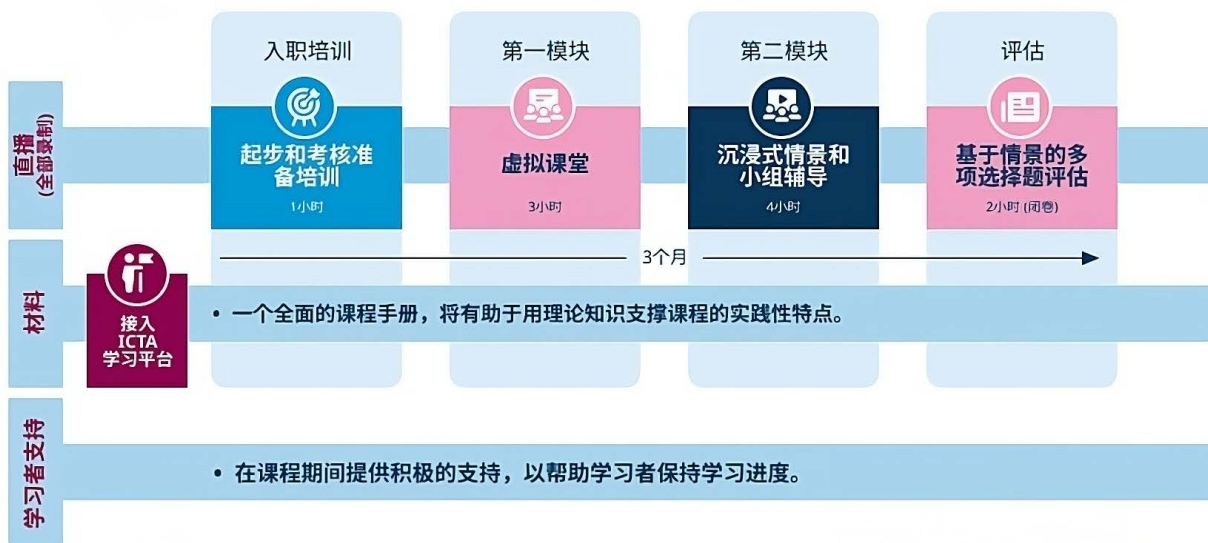 入职培训
第一模块
第二模块
评估
直播
(全部录制)
起步和考核准
备培训
1小时
虚拟课堂
3小时
沉浸式情景和
小组辅导
4小时
基于情景的多
项选择题评估
2小时 (闭卷)
3个月
材料
接入
ICTA
学习平台
• 一个全面的课程手册，将有助于用理论知识支撑课程的实践性特点。
学习者支持
• 在课程期间提供积极的支持，以帮助学习者保持学习进度。